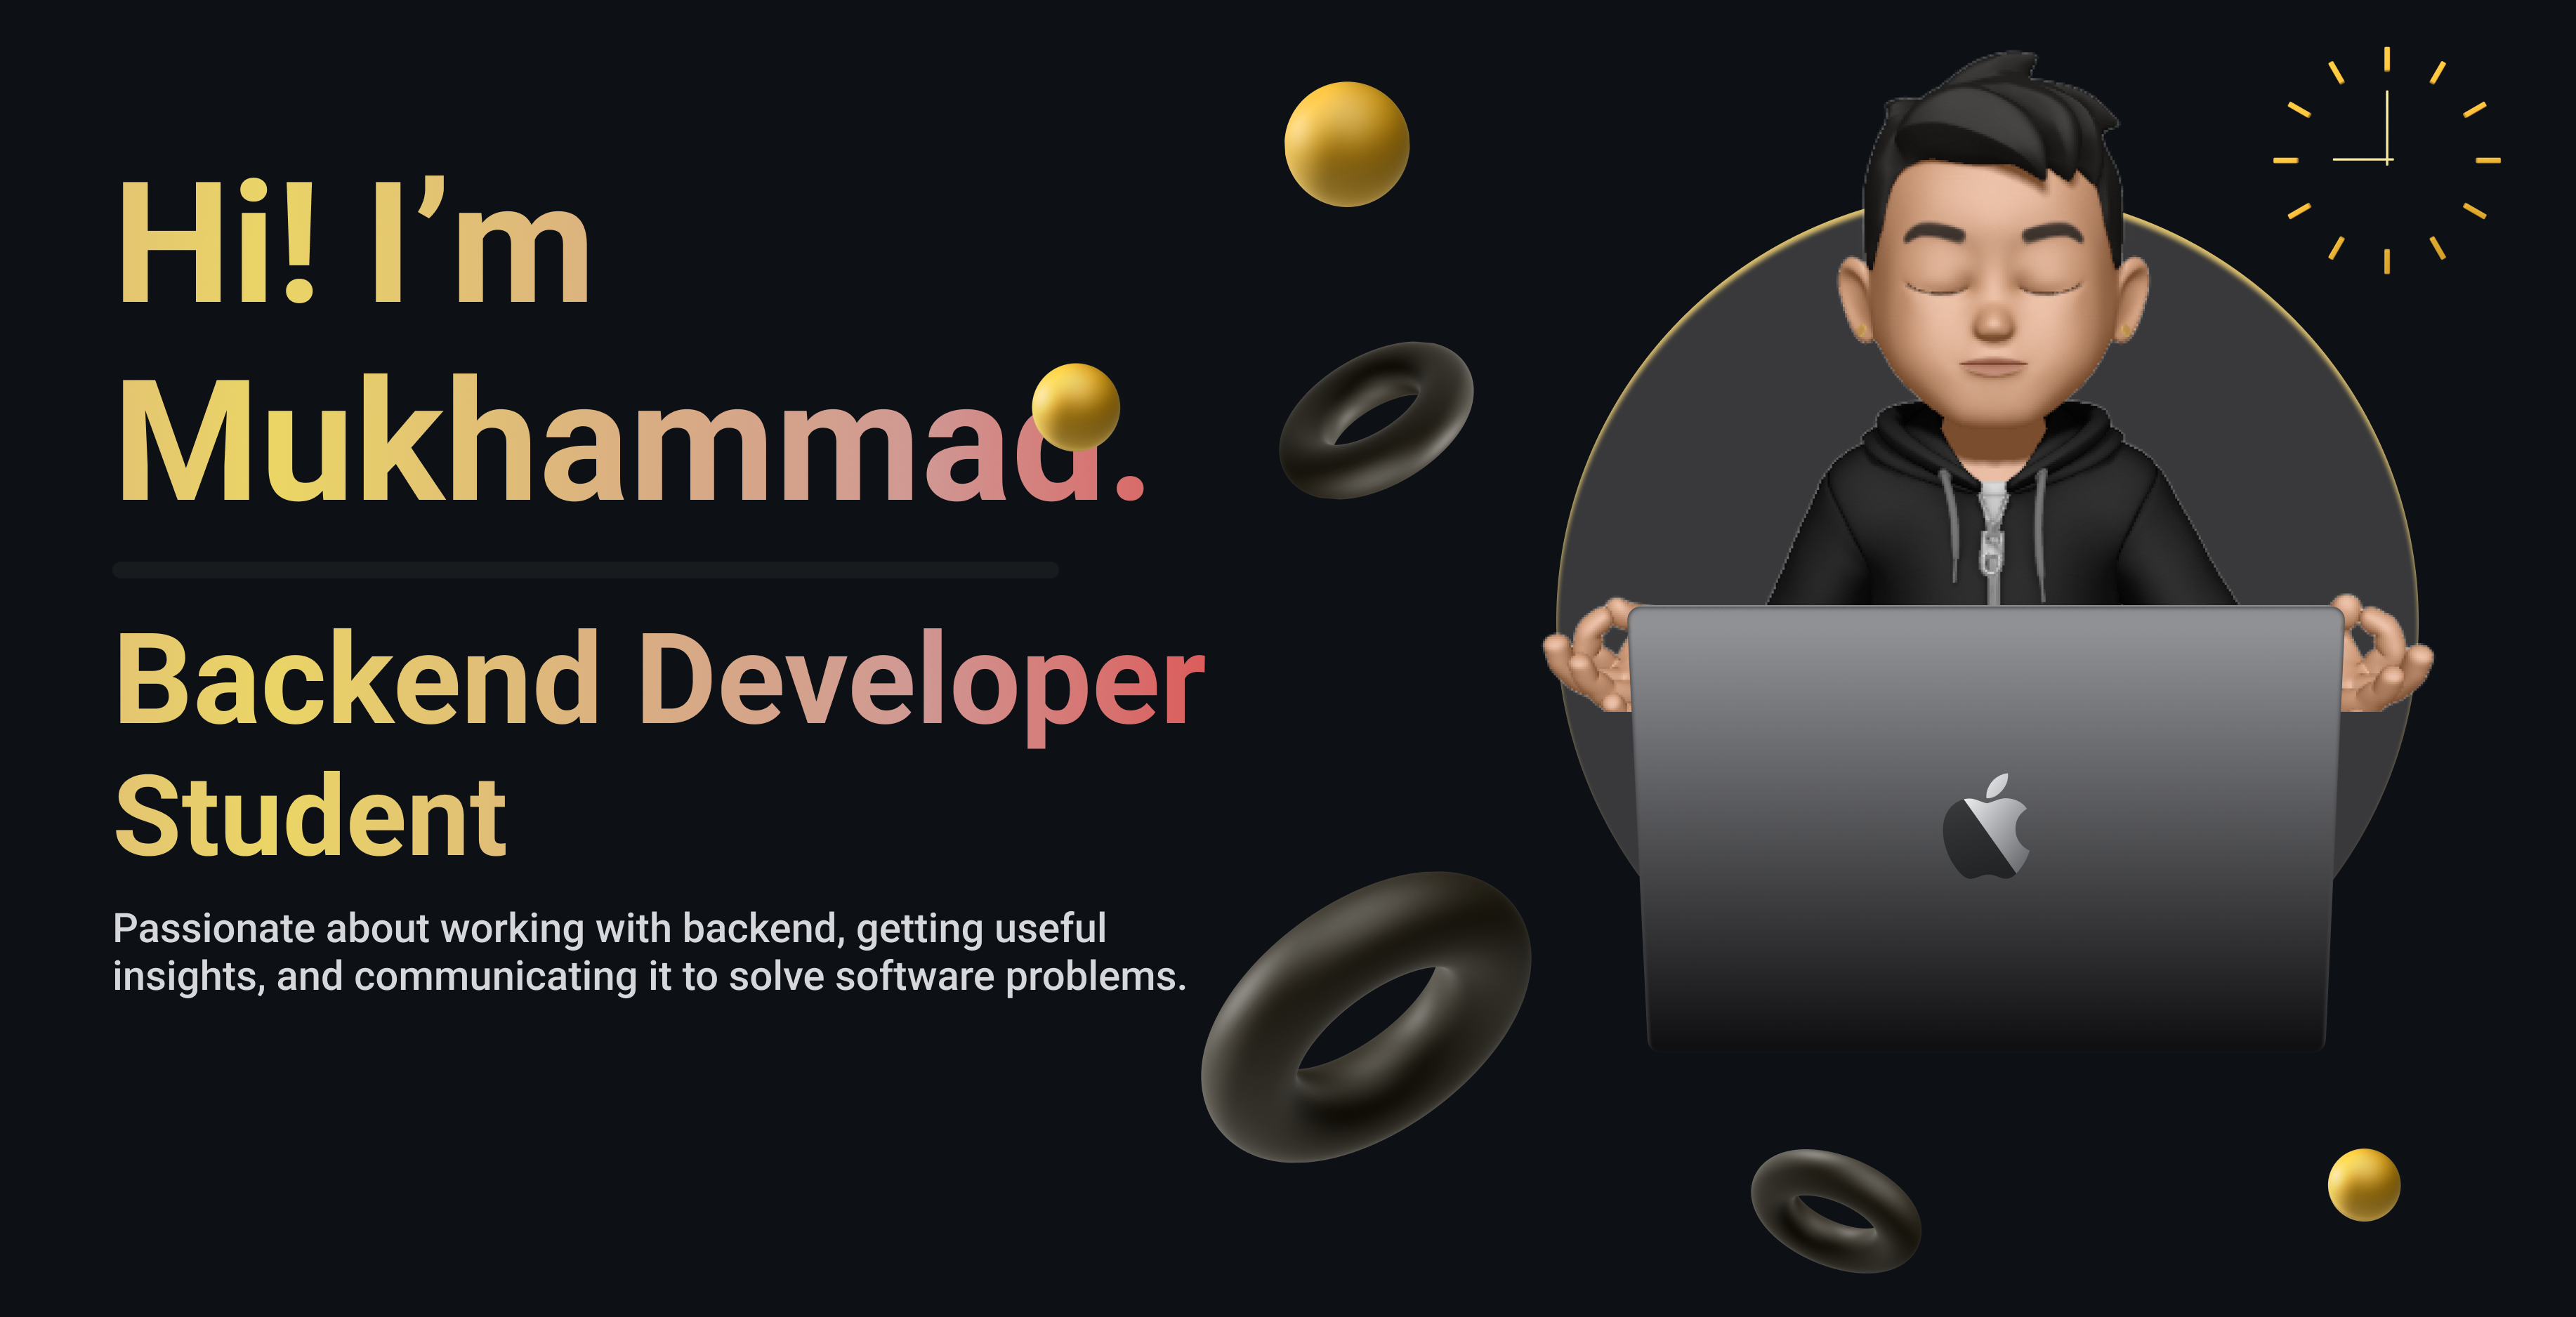 Hi! I’m
Mukhammad.
Backend Developer
Student
Passionate about working with backend, getting useful
insights, and communicating it to solve software problems.